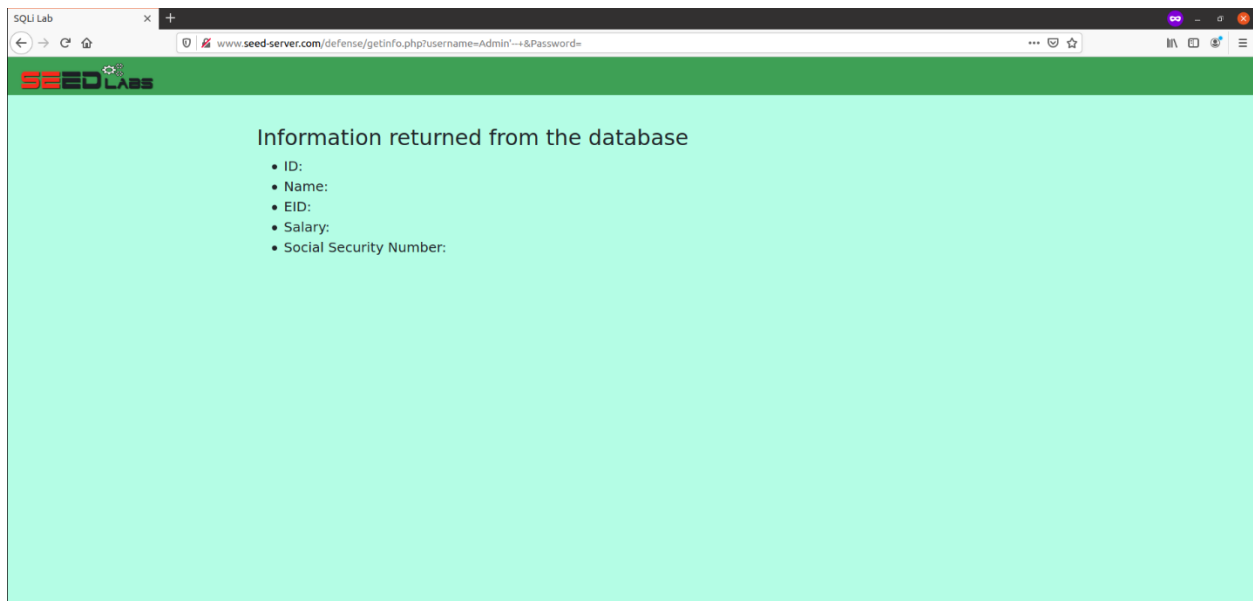 SQLi Lab
www.seed-server.com/defense/getinfo.php?username=Admin'--+&Password=
SEED LABS
Information returned from the database
• ID:
• Name:
• EID:
• Salary:
• Social Security Number: